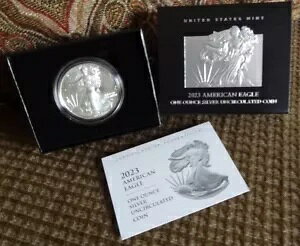 UNITED STATES MINT
2023 AMERICAN EAGLE
ONE OUNCE SILVER UNCIRCULATED COIN
2023
AMERICAN
EAGLE
ONE OUNCE
SILVER
UNCIRCULATED
COIN